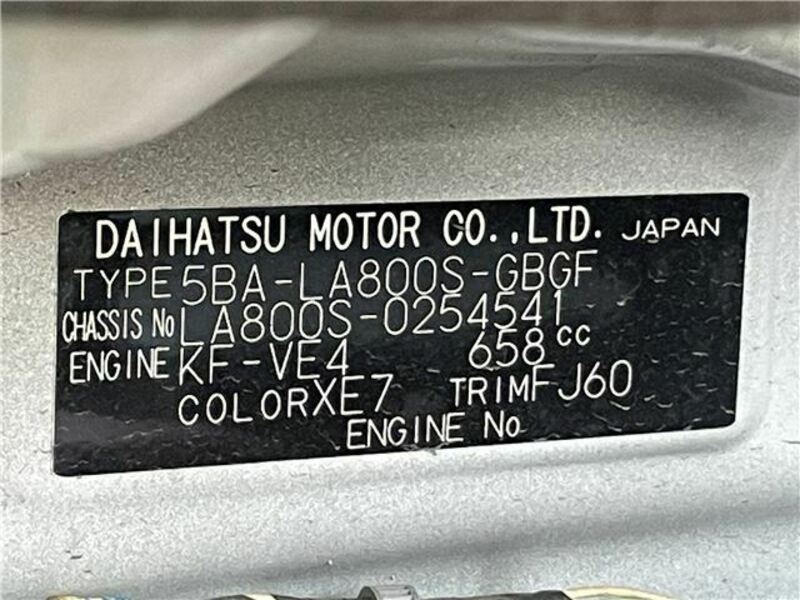 DAIHATSU MOTOR CO.,LTD. JAPAN
TYPE 5BA-LA800S-GBGF
CHASSIS No LA800S-0254541
ENGINE KF-VE4 658 cc
COLOR XE7 TRIM FJ60
ENGINE No